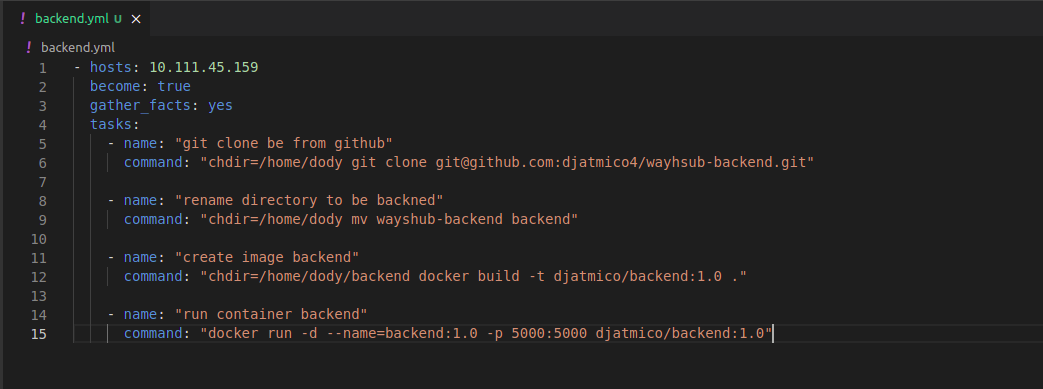 ! backend.yml U ×
! backend.yml
1 - hosts: 10.111.45.159
2 become: true
3 gather_facts: yes
4 tasks:
5 - name: "git clone be from github"
6 command: "chdir=/home/dody git clone git@github.com:djatmico4/wayhsub-backend.git"
7
8 - name: "rename directory to be backned"
9 command: "chdir=/home/dody mv wayshub-backend backend"
10
11 - name: "create image backend"
12 command: "chdir=/home/dody/backend docker build -t djatmico/backend:1.0 ."
13
14 - name: "run container backend"
15 command: "docker run -d --name=backend:1.0 -p 5000:5000 djatmico/backend:1.0"